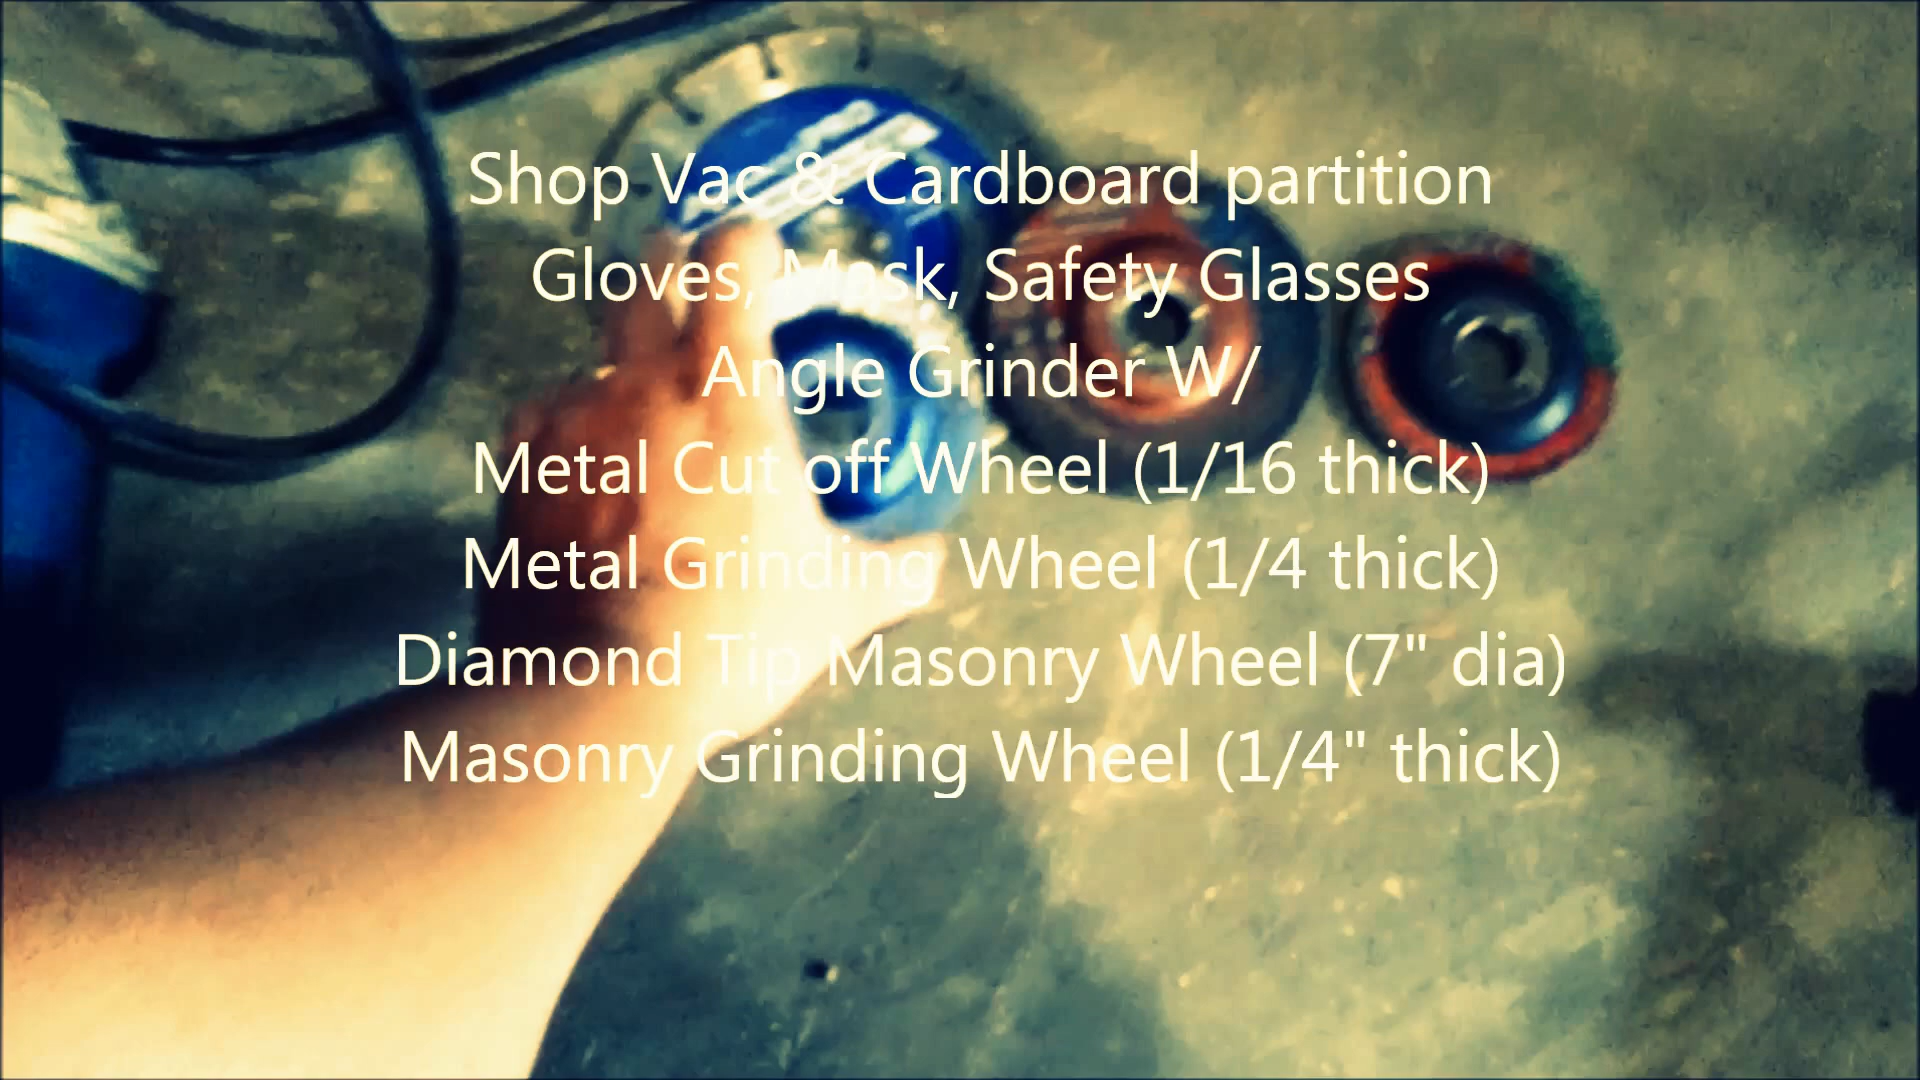 Shop Vac & Cardboard partition
Gloves, Mask, Safety Glasses
Angle Grinder W/
Metal Cut off Wheel (1/16 thick)
Metal Grinding Wheel (1/4 thick)
Diamond Tip Masonry Wheel (7" dia)
Masonry Grinding Wheel (1/4" thick)